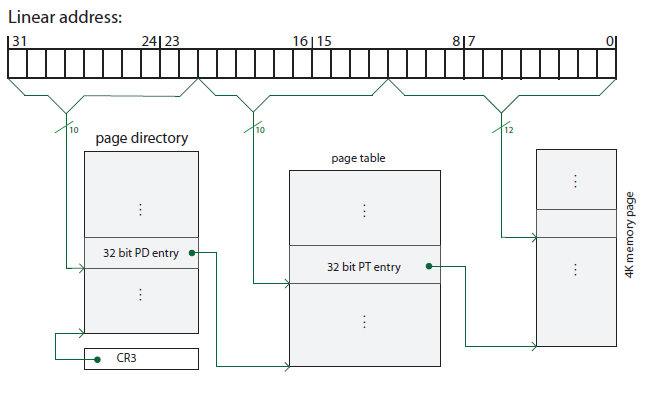 Linear address:
31 24 23 16 15 8 7 0
10 10 12
page directory
page table
⋮ ⋮ ⋮
32 bit PD entry
32 bit PT entry
4K memory page
⋮ ⋮ ⋮
CR3